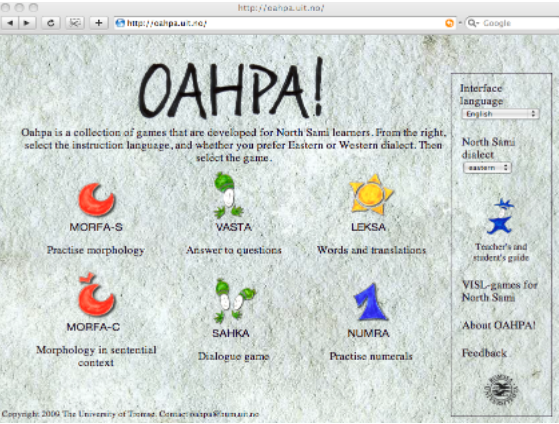 http://oahpa.uit.no/
http://oahpa.uit.no/
Google
OAHPA!
Oahpa is a collection of games that are developed for North Sami learners. From the right,
select the instruction language, and whether you prefer Eastern or Western dialect. Then
select the game.
MORFA-S
Practise morphology
VASTA
Answer to questions
LEKSA
Words and translations
MORFA-C
Morphology in sentential
context
SAHKA
Dialogue game
NUMRA
Practise numerals
Interface
language
English
North Sami
dialect
eastern
Teacher's and
student's guide
VISL-games for
North Sami
About OAHPA!
Feedback
Copyright 2009 The University of Tromsø. Contact oahpa@hum.uit.no